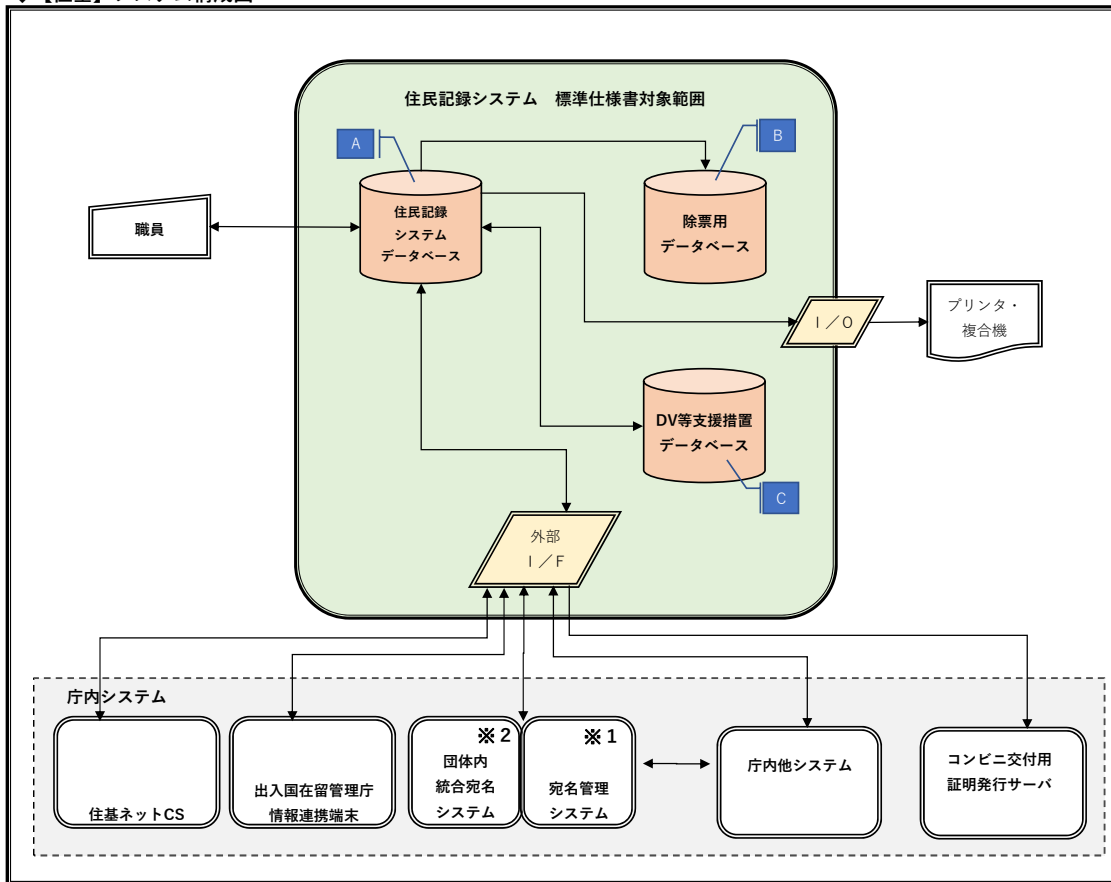 住民記録システム　標準仕様書対象範囲
A
B
住民記録
システム
データベース
除票用
データベース
職員
I／O
プリンタ・
複合機
DV等支援措置
データベース
C
外部
I／F
庁内システム
住基ネットCS
出入国在留管理庁
情報連携端末
※2
団体内
統合宛名
システム
※1
宛名管理
システム
庁内他システム
コンビニ交付用
証明発行サーバ